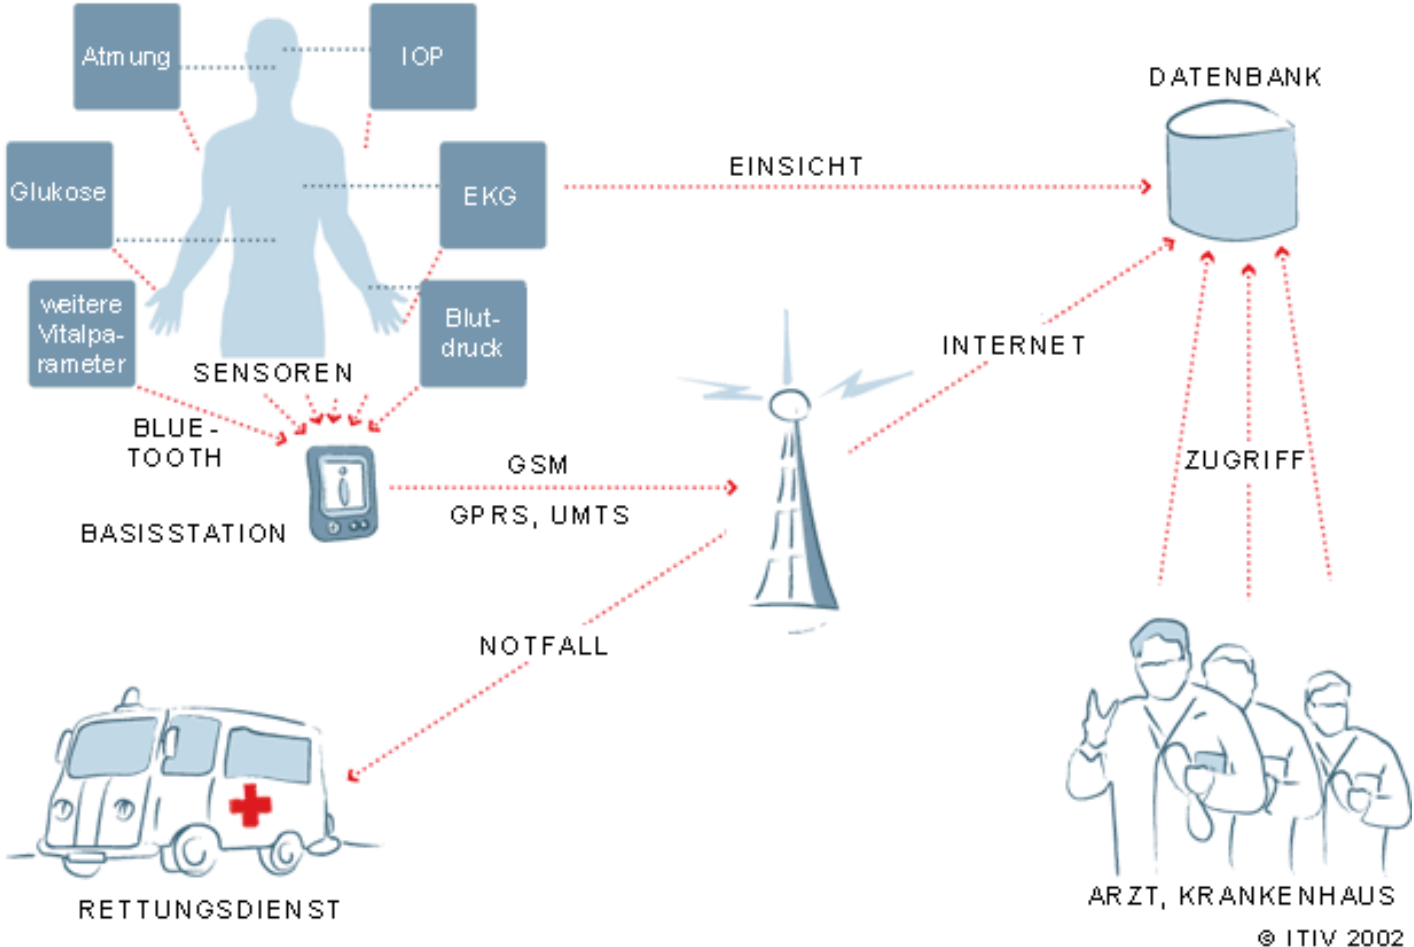 Atmung
IOP
DATENBANK
EINSICHT
Glukose
EKG
weitere
Vitalpa-
rameter
Blut-
druck
SENSOREN
INTERNET
BLUE-
TOOTH
GSM
ZUGRIFF
GPRS, UMTS
BASISSTATION
NOTFALL
ARZT, KRANKENHAUS
RETTUNGSDIENST
© ITIV 2002